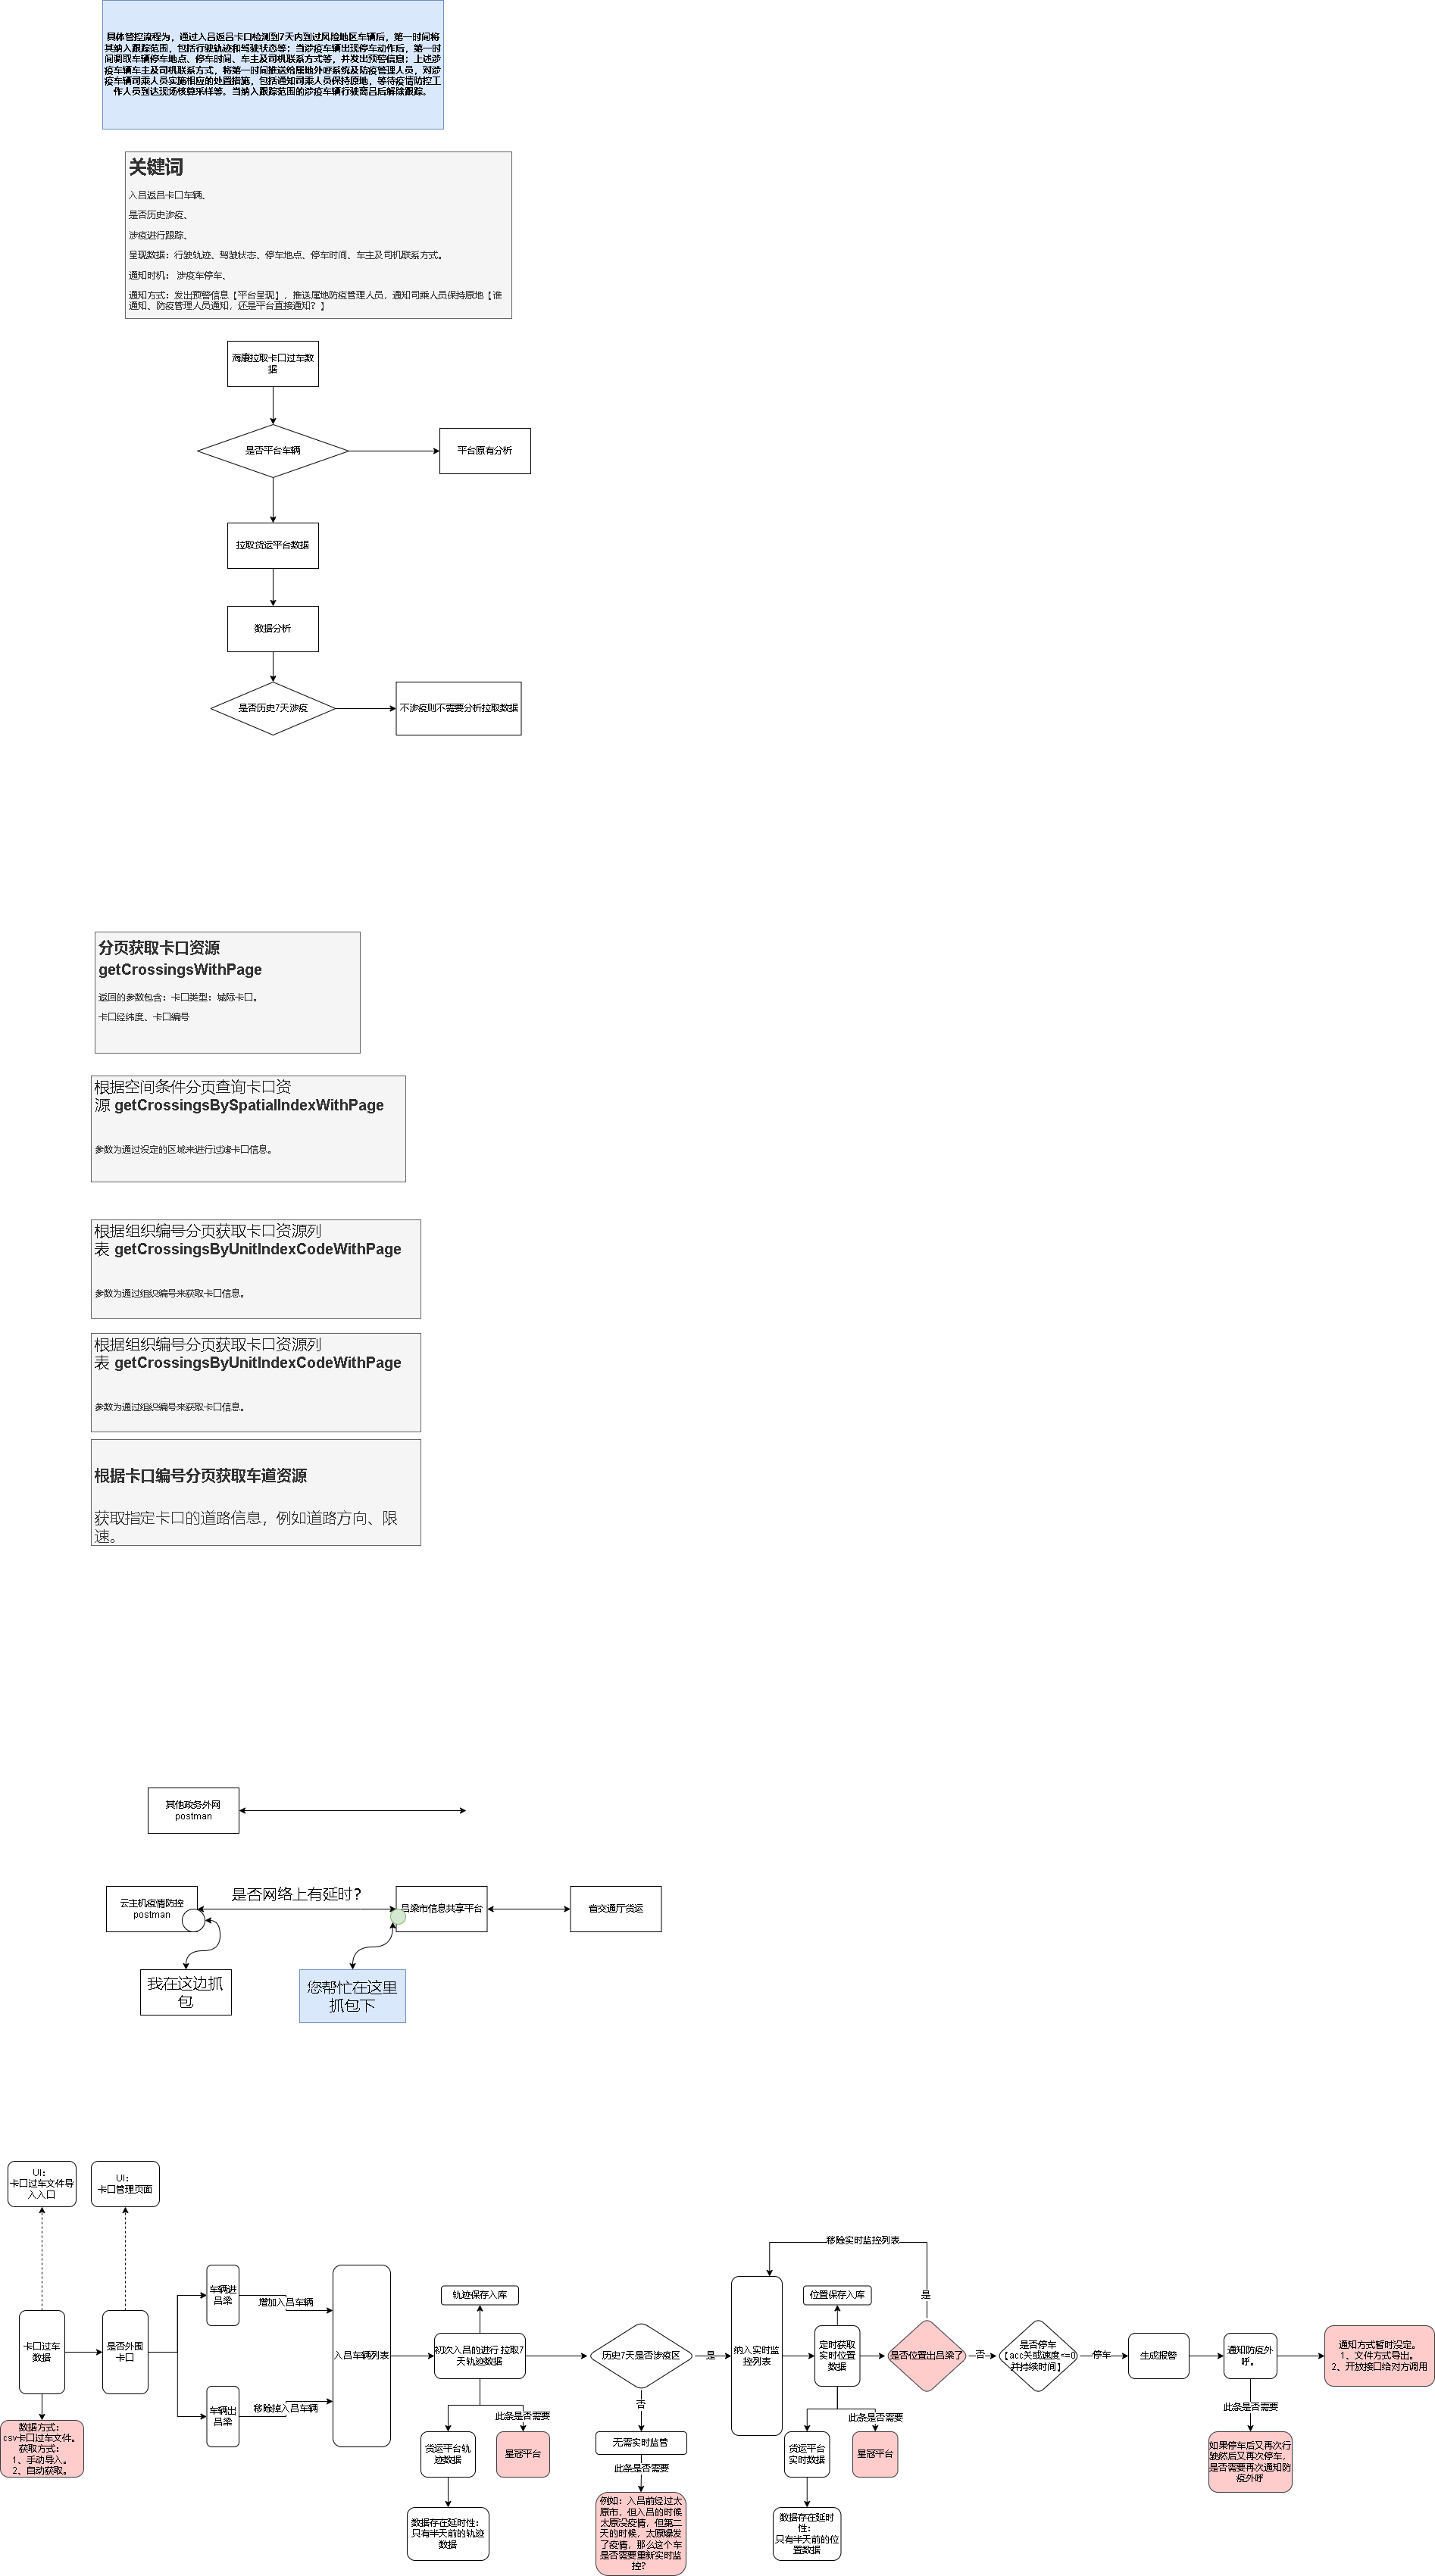 具体管控流程为，通过入吕返吕卡口检测到7天内到过风险地区车辆后，第一时间将
其纳入跟踪范围，包括行驶轨迹和驾驶状态等；当涉疫车辆出现停车动作后，第一时
间调取车辆停车地点、停车时间、车主及司机联系方式等，并发出预警信息；上述涉
疫车辆车主及司机联系方式，将第一时间推送给属地外呼系统及防疫管理人员，对涉
疫车辆司乘人员实施相应的处置措施，包括通知司乘人员保持原地，等待疫情防控工
作人员到达现场核算采样等。当纳入跟踪范围的涉疫车辆行驶离吕后解除跟踪。
关键词
入吕返吕卡口车辆、
是否历史涉疫、
涉疫进行跟踪、
呈现数据：行驶轨迹、驾驶状态、停车地点、停车时间、车主及司机联系方式。
通知时机： 涉疫车停车、
通知方式：发出预警信息【平台呈现】，推送属地防疫管理人员，通知司乘人员保持原地【谁
通知、防疫管理人员通知，还是平台直接通知？】
海康拉取卡口过车数
据
是否平台车辆
平台原有分析
拉取货运平台数据
数据分析
是否历史7天涉疫
不涉疫则不需要分析拉取数据
分页获取卡口资源
getCrossingsWithPage
返回的参数包含：卡口类型：城际卡口。
卡口经纬度、卡口编号
根据空间条件分页查询卡口资
源 getCrossingsBySpatialIndexWithPage
参数为通过设定的区域来进行过滤卡口信息。
根据组织编号分页获取卡口资源列
表 getCrossingsByUnitIndexCodeWithPage
参数为通过组织编号来获取卡口信息。
根据组织编号分页获取卡口资源列
表 getCrossingsByUnitIndexCodeWithPage
参数为通过组织编号来获取卡口信息。
根据卡口编号分页获取车道资源
获取指定卡口的道路信息，例如道路方向、限
速。
其他政务外网
postman
云主机疫情防控
postman
是否网络上有延时？
吕梁市信息共享平台
省交通厅货运
我在这边抓
包
您帮忙在这里
抓包下
UI：
卡口过车文件导
入入口
UI：
卡口管理页面
卡口过车
数据
是否外围
卡口
车辆进
吕梁
增加入吕车辆
车辆出
吕梁
移除掉入吕车辆
数据方式：
csv卡口过车文件。
获取方式：
1、手动导入。
2、自动获取。
入吕车辆列表
轨迹保存入库
初次入吕的进行 拉取7
天轨迹数据
货运平台轨
迹数据
此条是否需要
星冠平台
数据存在延时性：
只有半天前的轨迹
数据
历史7天是否涉疫区
是
否
无需实时监管
此条是否需要
例如：入吕前经过太
原市，但入吕的时候
太原没疫情，但第二
天的时候，太原曝发
了疫情，那么这个车
是否需要重新实时监
控？
纳入实时监
控列表
移除实时监控列表
位置保存入库
定时获取
实时位置
数据
货运平台
实时数据
此条是否需要
星冠平台
数据存在延时
性：
只有半天前的位
置数据
是否位置出吕梁了
是
否
是否停车
【acc关或速度<=0
并持续时间】
停车
生成报警
通知防疫外
呼。
此条是否需要
如果停车后又再次行
驶然后又再次停车，
是否需要再次通知防
疫外呼
通知方式暂时没定。
1、文件方式导出。
2、开放接口给对方调用